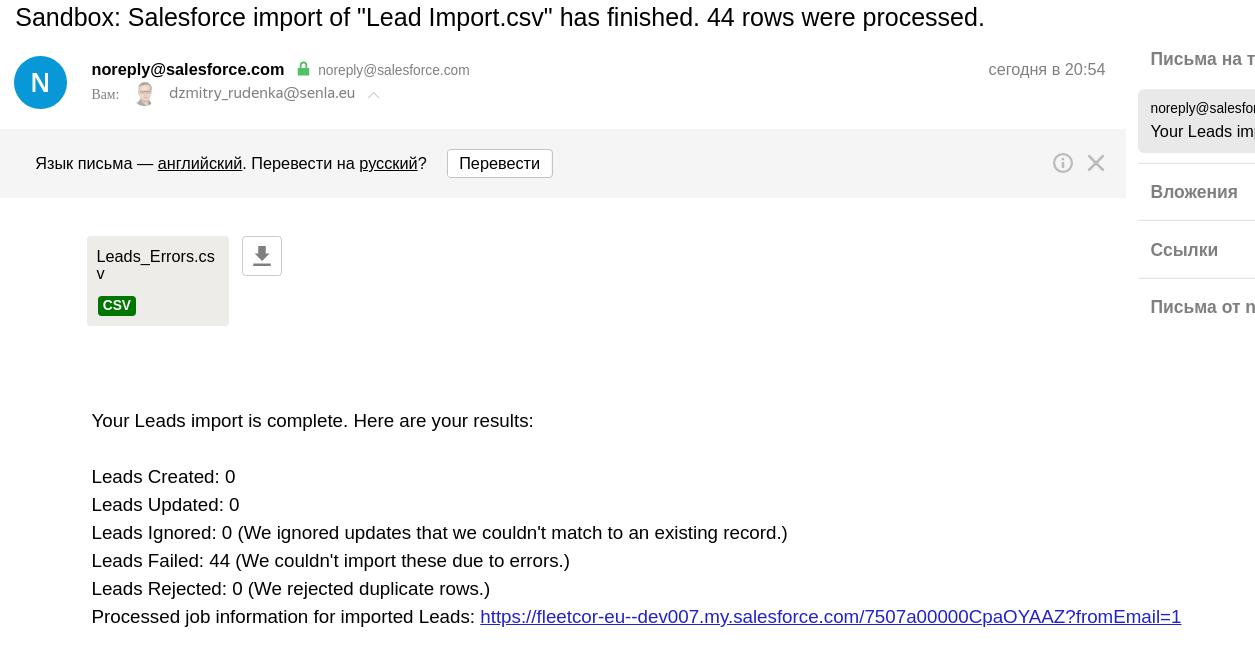 Sandbox: Salesforce import of "Lead Import.csv" has finished. 44 rows were processed.
N
noreply@salesforce.com noreply@salesforce.com
сегодня в 20:54
Вам: dzmitry_rudenka@senla.eu
Язык письма — английский. Перевести на русский? Перевести
Leads_Errors.cs
v
CSV
Your Leads import is complete. Here are your results:
Leads Created: 0
Leads Updated: 0
Leads Ignored: 0 (We ignored updates that we couldn't match to an existing record.)
Leads Failed: 44 (We couldn't import these due to errors.)
Leads Rejected: 0 (We rejected duplicate rows.)
Processed job information for imported Leads: https://fleetcor-eu--dev007.my.salesforce.com/7507a00000CpaOYAAZ?fromEmail=1
Письма на т
noreply@salesfor
Your Leads im
Вложения
Ссылки
Письма от n